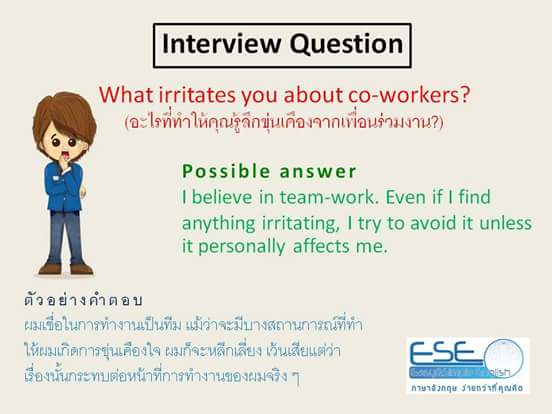 Interview Question
What irritates you about co-workers?
(อะไรที่ทำให้คุณรู้สึกขุ่นเคืองจากเพื่อนร่วมงาน?)
Possible answer
I believe in team-work. Even if I find
anything irritating, I try to avoid it unless
it personally affects me.
ตัวอย่างคำตอบ
ผมเชื่อในการทำงานเป็นทีม แม้ว่าจะมีบางสถานการณ์ที่ทำ
ให้ผมเกิดการขุ่นเคืองใจ ผมก็จะหลีกเลี่ยง เว้นเสียแต่ว่า
เรื่องนั้นกระทบต่อหน้าที่การทำงานของผมจริง ๆ
ESE
Easy&Simple English
ภาษาอังกฤษ ง่ายกว่าที่คุณคิด